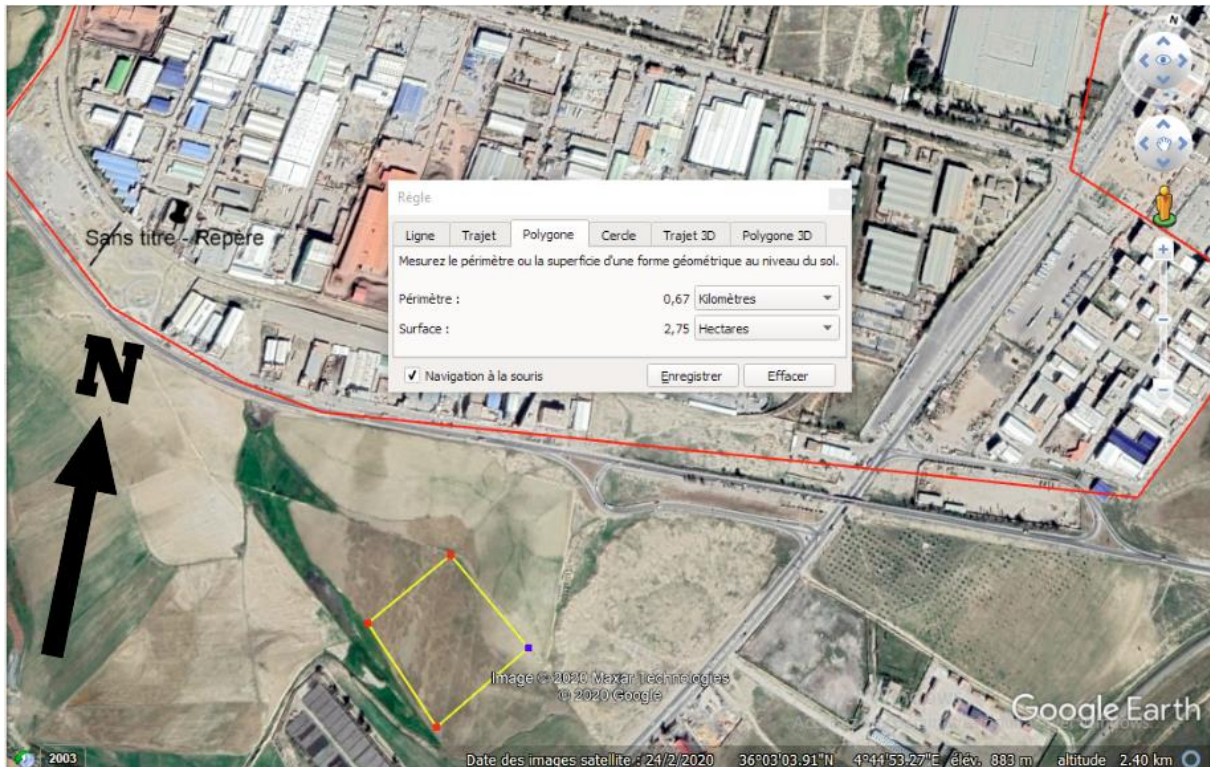 N
Règle
Ligne Trajet Polygone Cercle Trajet 3D Polygone 3D
Sans titre - Repère
Mesurez le périmètre ou la superficie d'une forme géométrique au niveau du sol.
Périmètre : 0,67 Kilomètres
Surface : 2,75 Hectares
N
Navigation à la souris Enregistrer Effacer
Image © 2020 Maxar Technologies
© 2020 Google
Google Earth
2003
Date des images satellite : 24/2/2020 36°03'03.91"N 4°44'53.27"E élév. 883 m altitude 2.40 km